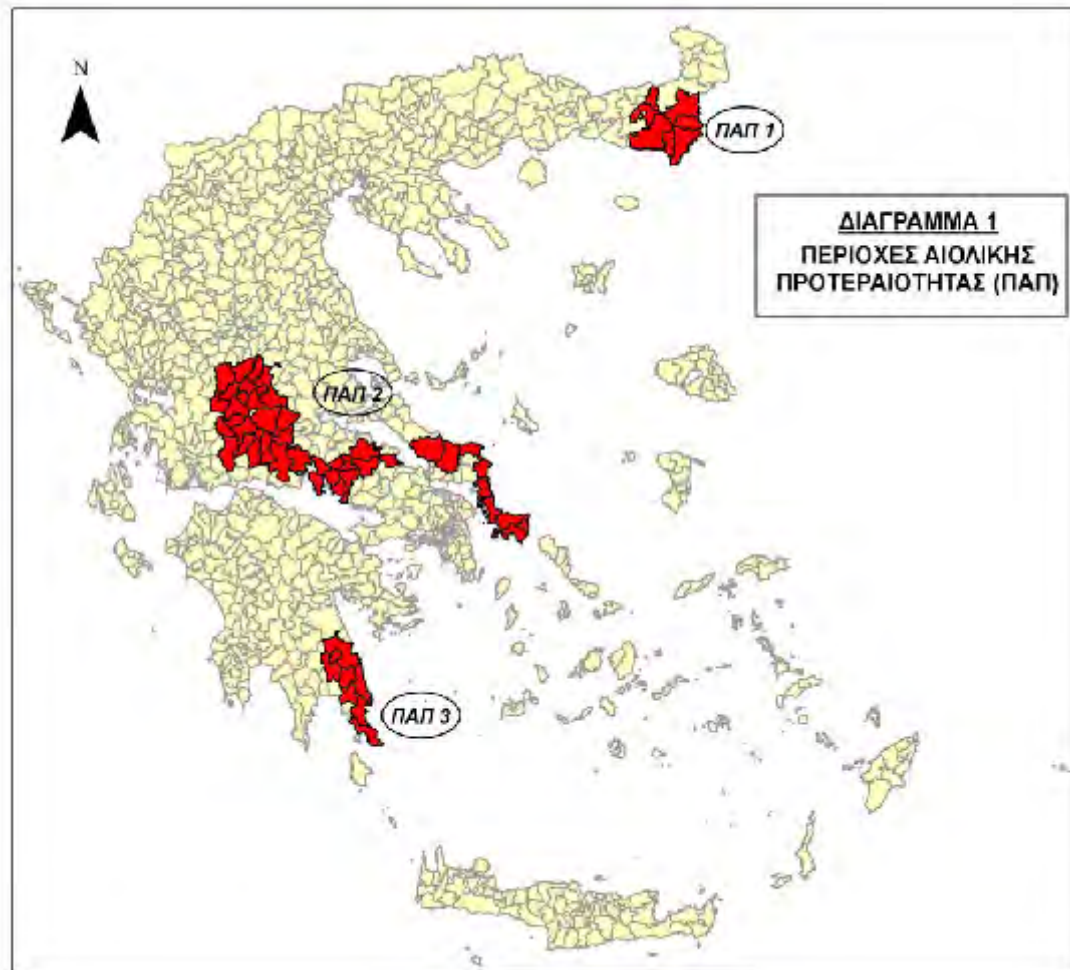 N
ΠΑΠ 1
ΔΙΑΓΡΑΜΜΑ 1
ΠΕΡΙΟΧΕΣ ΑΙΟΛΙΚΗΣ
ΠΡΟΤΕΡΑΙΟΤΗΤΑΣ (ΠΑΠ)
ΠΑΠ 2
ΠΑΠ 3